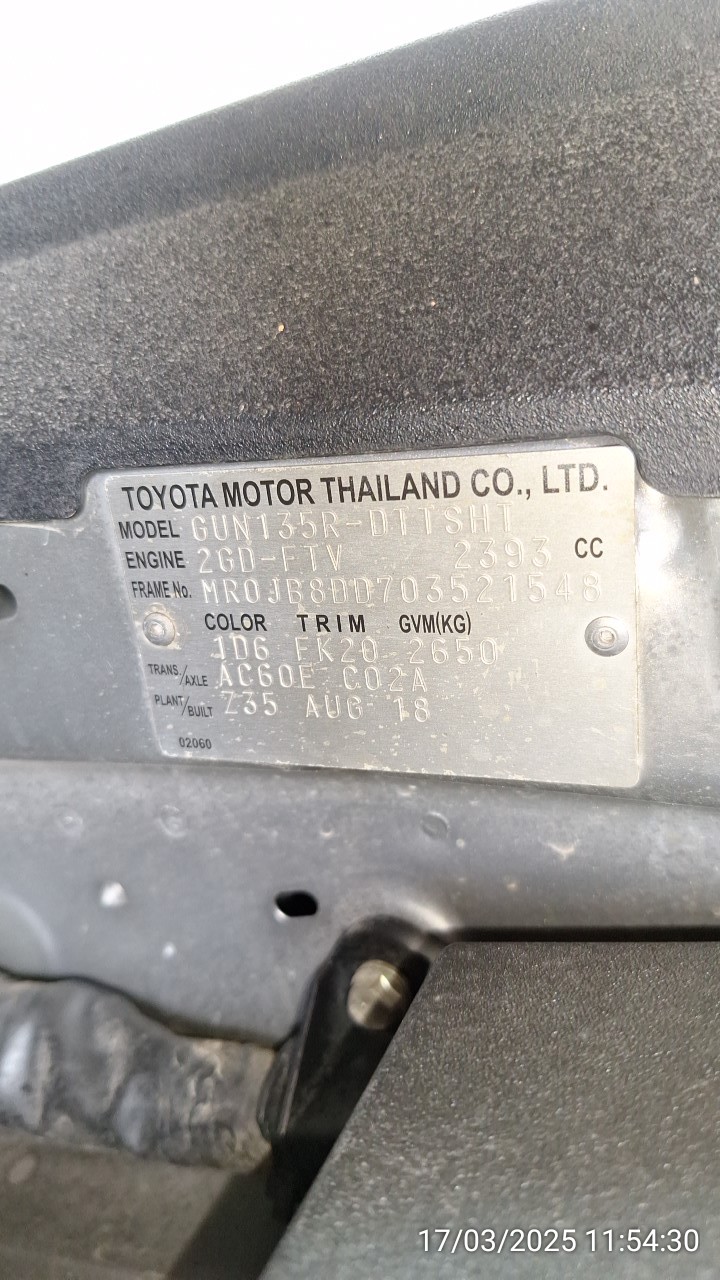 TOYOTA MOTOR THAILAND CO., LTD.
MODEL GUN135R-DTTSHT
ENGINE 2GD-FTV 2393 CC
FRAME No. MR0JB8DD703521548
COLOR TRIM GVM(KG)
1D6 FK20 2650
TRANS/AXLE AC60E C02A
PLANT/BUILT Z35 AUG 18
02060
17/03/2025 11:54:30